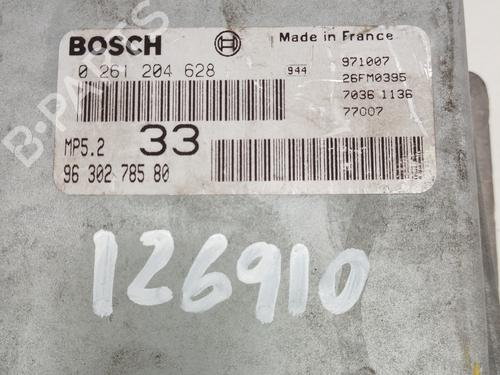 BOSCH
Made in France
0 261 204 628
944
971007
26FM0395
7036 1136
77007
MP5.2
33
96 302 785 80
126910
B-PARTS